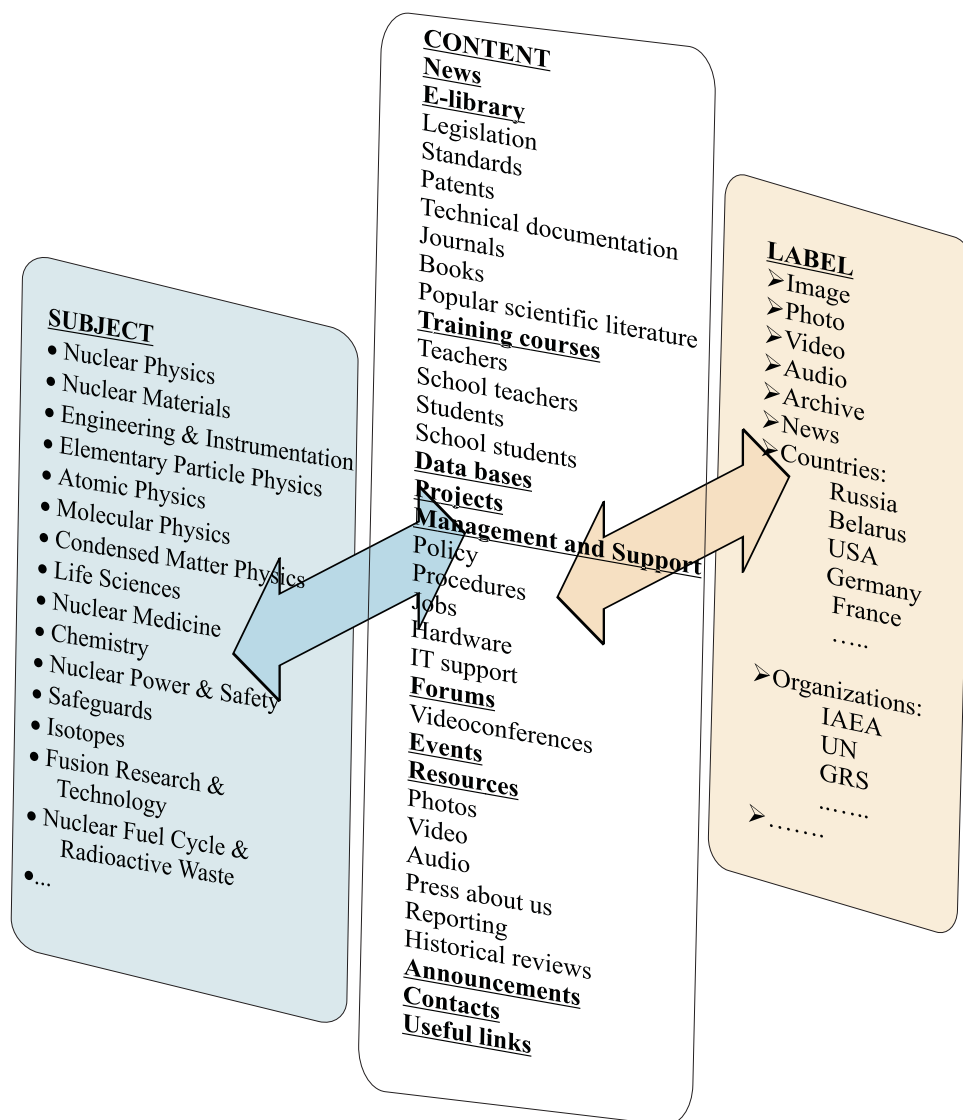 SUBJECT
• Nuclear Physics
• Nuclear Materials
• Engineering & Instrumentation
• Elementary Particle Physics
• Atomic Physics
• Molecular Physics
• Condensed Matter Physics
• Life Sciences
• Nuclear Medicine
• Chemistry
• Nuclear Power & Safety
• Safeguards
• Isotopes
• Fusion Research &
Technology
• Nuclear Fuel Cycle &
Radioactive Waste
•...
CONTENT
News
E-library
Legislation
Standards
Patents
Technical documentation
Journals
Books
Popular scientific literature
Training courses
Teachers
School teachers
Students
School students
Data bases
Projects
Management and Support
Policy
Procedures
Jobs
Hardware
IT support
Forums
Videoconferences
Events
Resources
Photos
Video
Audio
Press about us
Reporting
Historical reviews
Announcements
Contacts
Useful links
LABEL
➢Image
➢Photo
➢Video
➢Audio
➢Archive
➢News
➢Countries:
Russia
Belarus
USA
Germany
France
…..
➢Organizations:
IAEA
UN
GRS
……..
➢…….